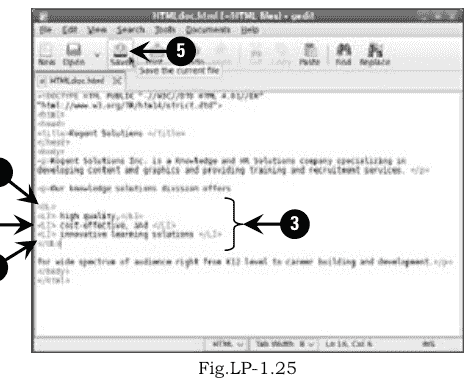 HTMLdoc.html (~HTML files) - gedit
File Edit View Search Tools Documents Help
New Open Save Paste Find Replace
5
Save the current file
HTMLdoc.html
<!DOCTYPE HTML PUBLIC "-//W3C//DTD HTML 4.01//EN"
"html://www.w3.org/TR/html4/strict.dtd">
<html>
<head>
<title>Kogent Solutions </title>
</head>
<body>
<p>Kogent Solutions Inc. is a Knowledge and HR Solutions company specializing in
developing content and graphics and providing training and recruitment services. </p>
<p>Our knowledge solutions division offers
<UL>
<LI> high quality,</LI>
<LI> cost-effective, and </LI>
<LI> innovative learning solutions </LI>
</UL>
3
for wide spectrum of audience right from K12 level to career building and development.</p>
</body>
</html>
HTML Tab Width: 8 Ln 16, Col 6 INS
Fig.LP-1.25